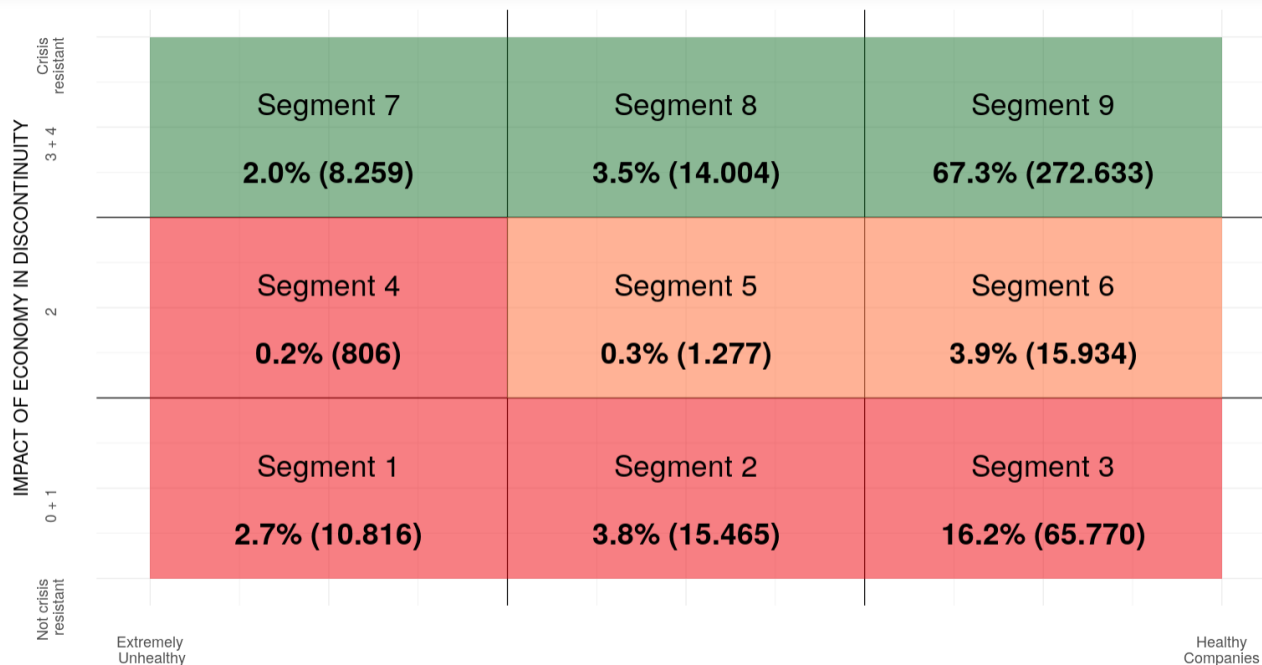 Crisis
resistant
Segment 7
Segment 8
Segment 9
3 + 4
2.0% (8.259)
3.5% (14.004)
67.3% (272.633)
IMPACT OF ECONOMY IN DISCONTINUITY
Segment 4
Segment 5
Segment 6
2
0.2% (806)
0.3% (1.277)
3.9% (15.934)
Segment 1
Segment 2
Segment 3
0 + 1
2.7% (10.816)
3.8% (15.465)
16.2% (65.770)
Not crisis
resistant
Extremely
Unhealthy
Healthy
Companies